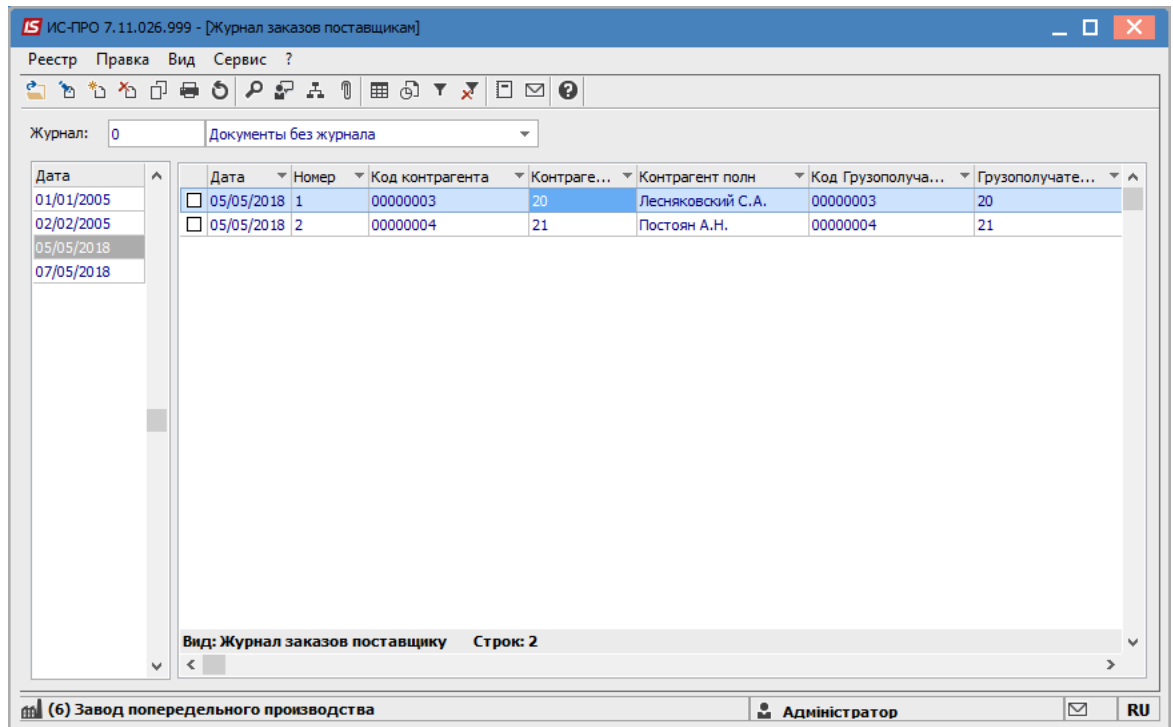 ИС-ПРО 7.11.026.999 - [Журнал заказов поставщикам]
Реестр Правка Вид Сервис ?
Журнал: 0 Документы без журнала
Дата
01/01/2005
02/02/2005
05/05/2018
07/05/2018
Дата Номер Код контрагента Контраге... Контрагент полн Код Грузополуча... Грузополучате...
05/05/2018 1 00000003 20 Лесняковский С.А. 00000003 20
05/05/2018 2 00000004 21 Постоян А.Н. 00000004 21
Вид: Журнал заказов поставщику Строк: 2
(6) Завод попередельного производства Адміністратор RU